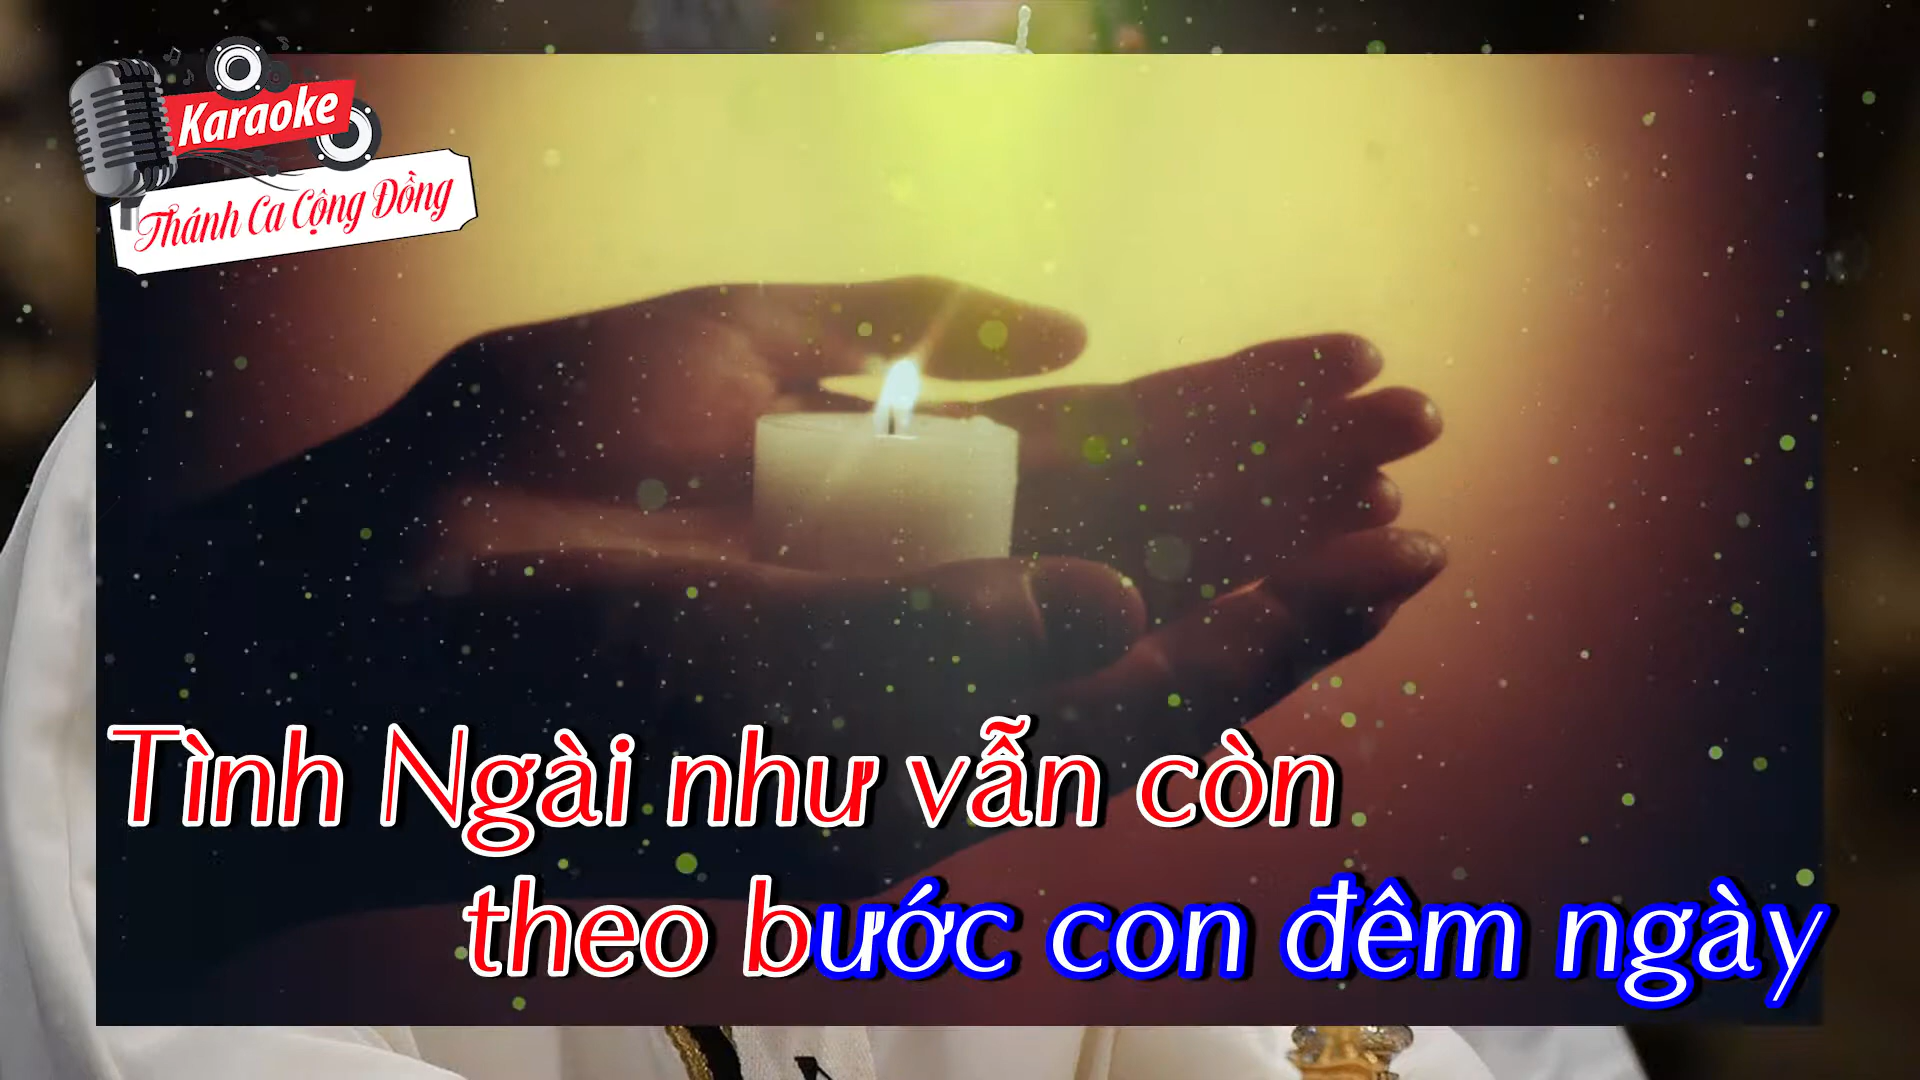 Karaoke
Thánh Ca Cộng Đồng
Tình Ngài như vẫn còn
theo bước con đêm ngày